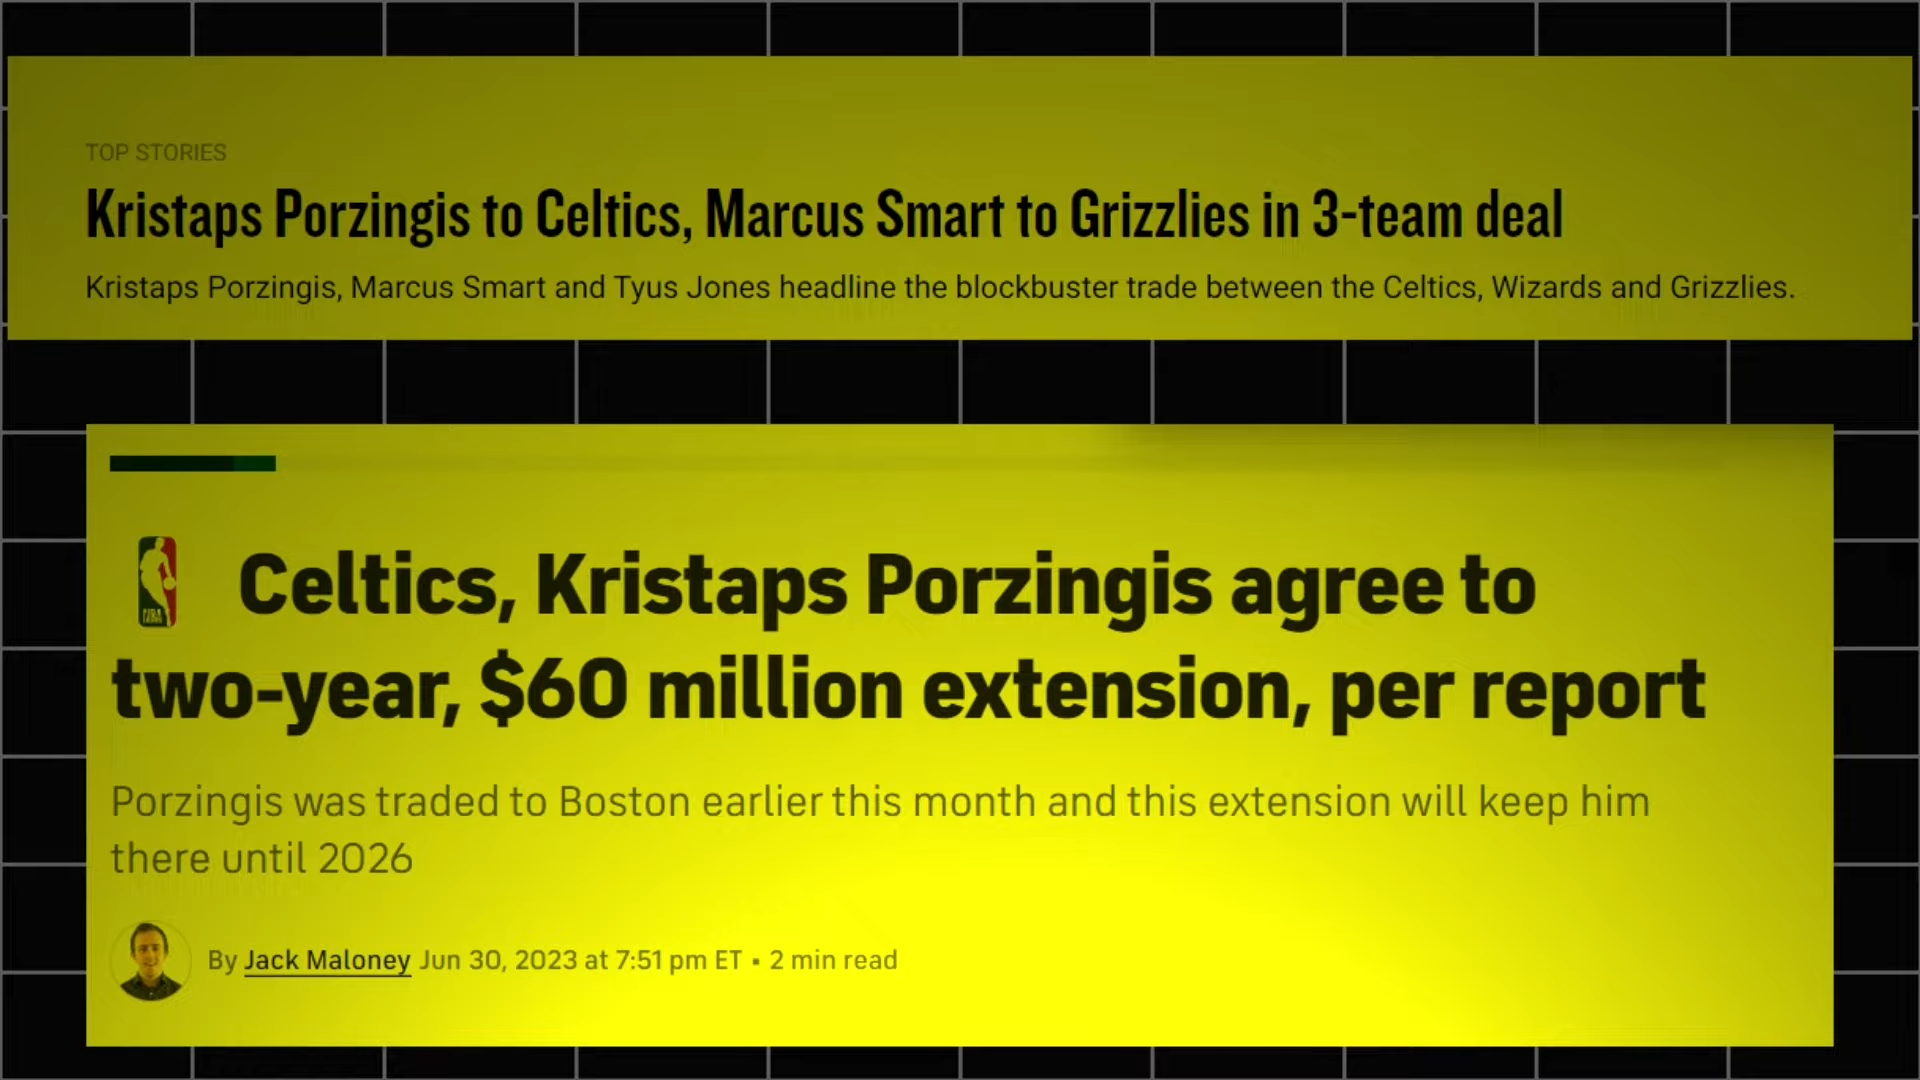 TOP STORIES
Kristaps Porzingis to Celtics, Marcus Smart to Grizzlies in 3-team deal
Kristaps Porzingis, Marcus Smart and Tyus Jones headline the blockbuster trade between the Celtics, Wizards and Grizzlies.
Celtics, Kristaps Porzingis agree to
two-year, $60 million extension, per report
Porzingis was traded to Boston earlier this month and this extension will keep him
there until 2026
By Jack Maloney Jun 30, 2023 at 7:51 pm ET • 2 min read